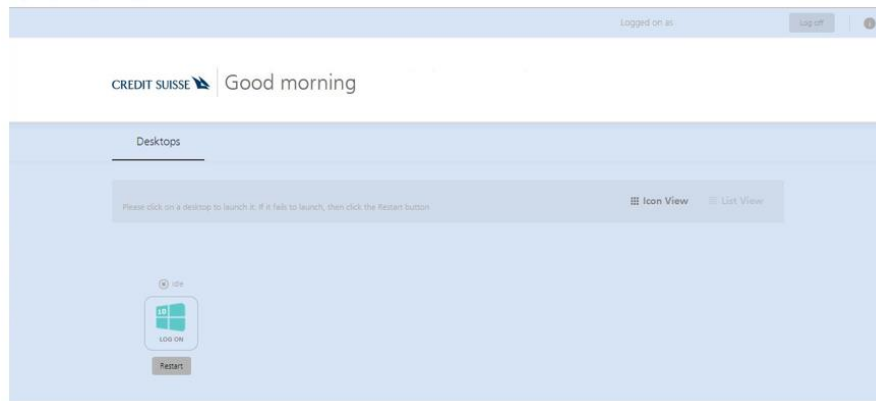 Logged on as
Log off
CREDIT SUISSE
Good morning
Desktops
Please click on a desktop to launch it. If it fails to launch, then click the Restart button
Icon View
List View
Idle
10
LOG ON
Restart